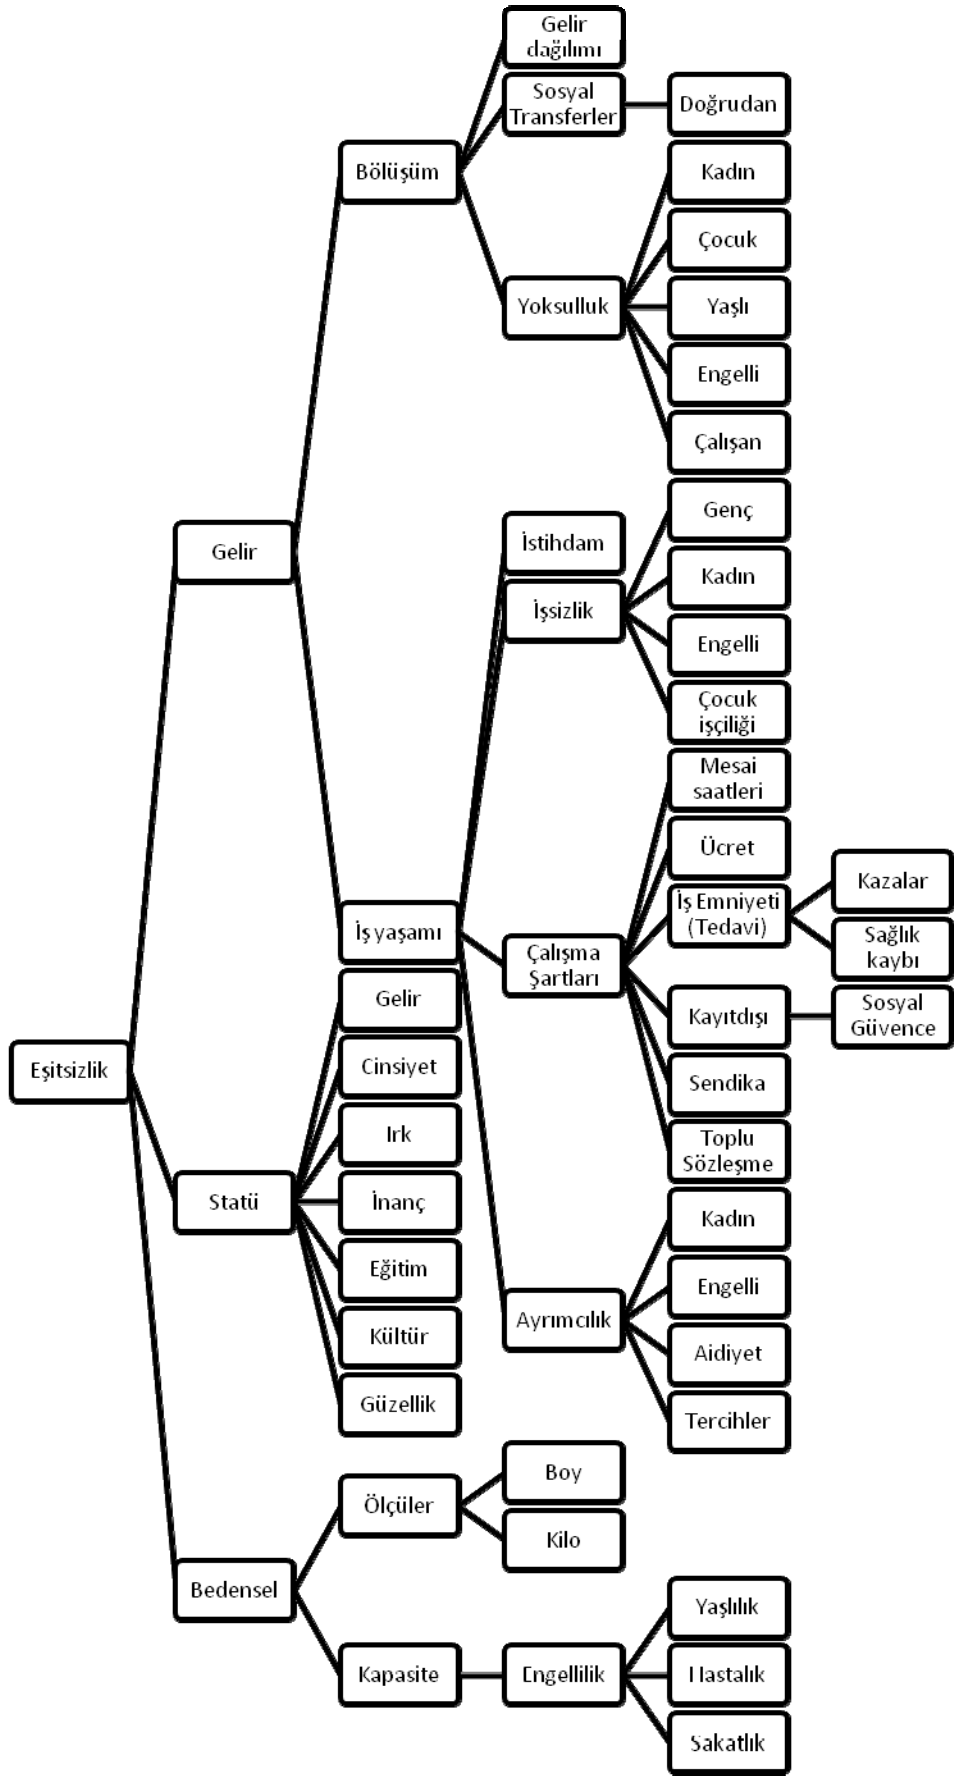 Gelir
dağılımı
Sosyal
Transferler
Doğrudan
Bölüşüm
Kadın
Çocuk
Yoksulluk
Yaşlı
Engelli
Çalışan
Genç
Gelir
İstihdam
Kadın
İşsizlik
Engelli
Çocuk
işçiliği
Mesai
saatleri
Ücret
Kazalar
İş Emniyeti
(Tedavi)
İş yaşamı
Sağlık
kaybı
Çalışma
Şartları
Gelir
Kayıtdışı
Sosyal
Güvence
Eşitsizlik
Cinsiyet
Sendika
Irk
Toplu
Sözleşme
Statü
İnanç
Kadın
Eğitim
Engelli
Ayrımcılık
Kültür
Aidiyet
Güzellik
Tercihler
Boy
Ölçüler
Kilo
Bedensel
Yaşlılık
Kapasite
Engellilik
Hastalık
Sakatlık